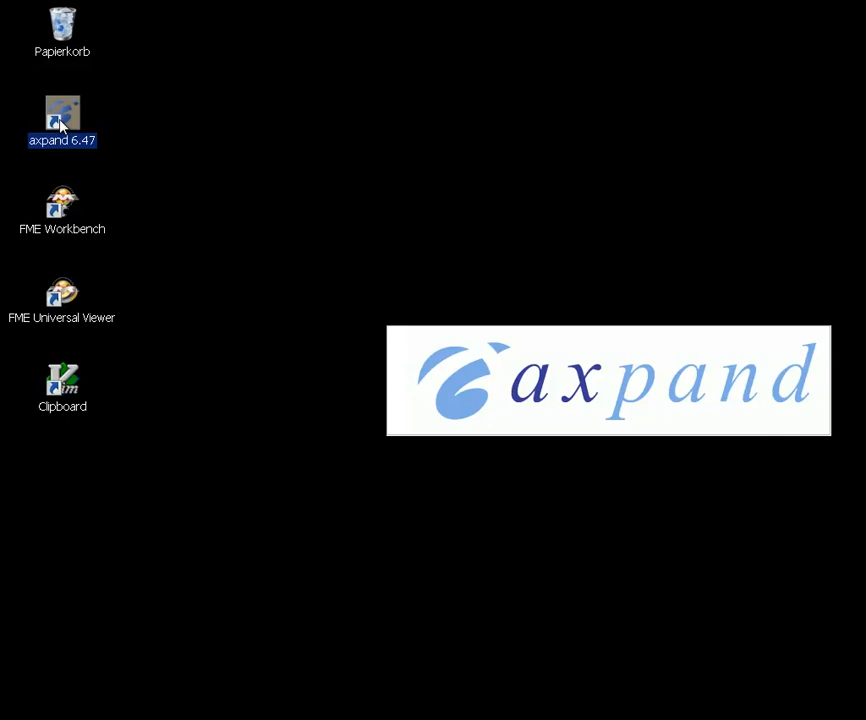 Papierkorb
axpand 6.47
FME Workbench
FME Universal Viewer
Clipboard
axpand